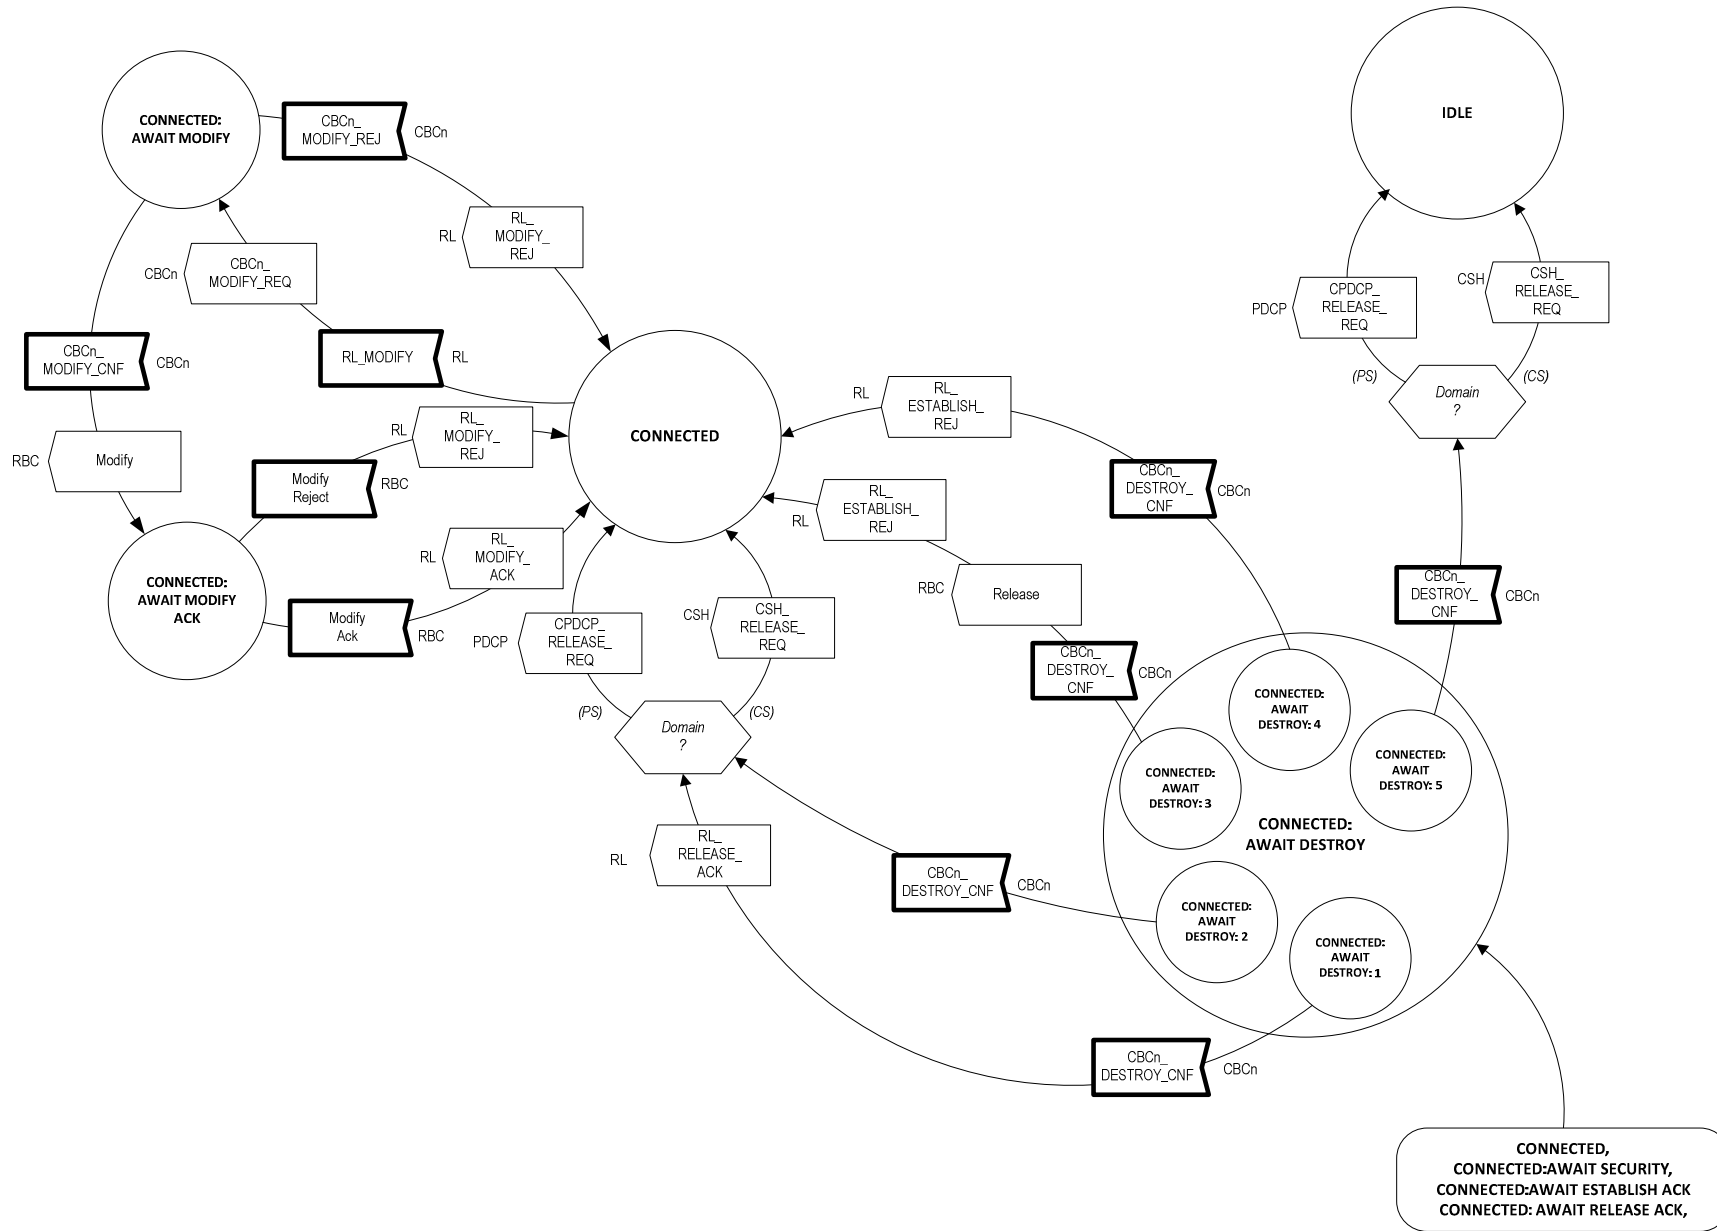 CONNECTED:
AWAIT MODIFY
CBCn_
MODIFY_REJ
CBCn
RL
RL_
MODIFY_
REJ
CBCn
CBCn_
MODIFY_REQ
CBCn_
MODIFY_CNF
CBCn
RL_MODIFY
RL
RBC
Modify
RL
RL_
MODIFY_
REJ
Modify
Reject
RBC
CONNECTED:
AWAIT MODIFY
ACK
Modify
Ack
RBC
RL
RL_
MODIFY_
ACK
CONNECTED
PDCP
CPDCP_
RELEASE_
REQ
CSH
CSH_
RELEASE_
REQ
(PS)
(CS)
Domain
?
RL
RL_
RELEASE_
ACK
RL
RL_
ESTABLISH_
REJ
CBCn_
DESTROY_
CNF
CBCn
RL
RL_
ESTABLISH_
REJ
RBC
Release
CBCn_
DESTROY_
CNF
CBCn
IDLE
PDCP
CPDCP_
RELEASE_
REQ
CSH
CSH_
RELEASE_
REQ
(PS)
(CS)
Domain
?
CBCn_
DESTROY_
CNF
CBCn
CONNECTED:
AWAIT
DESTROY: 4
CONNECTED:
AWAIT
DESTROY: 5
CONNECTED:
AWAIT
DESTROY: 3
CONNECTED:
AWAIT DESTROY
CONNECTED:
AWAIT
DESTROY: 2
CONNECTED:
AWAIT
DESTROY: 1
CBCn_
DESTROY_CNF
CBCn
CBCn_
DESTROY_CNF
CBCn
CONNECTED,
CONNECTED:AWAIT SECURITY,
CONNECTED:AWAIT ESTABLISH ACK
CONNECTED: AWAIT RELEASE ACK,